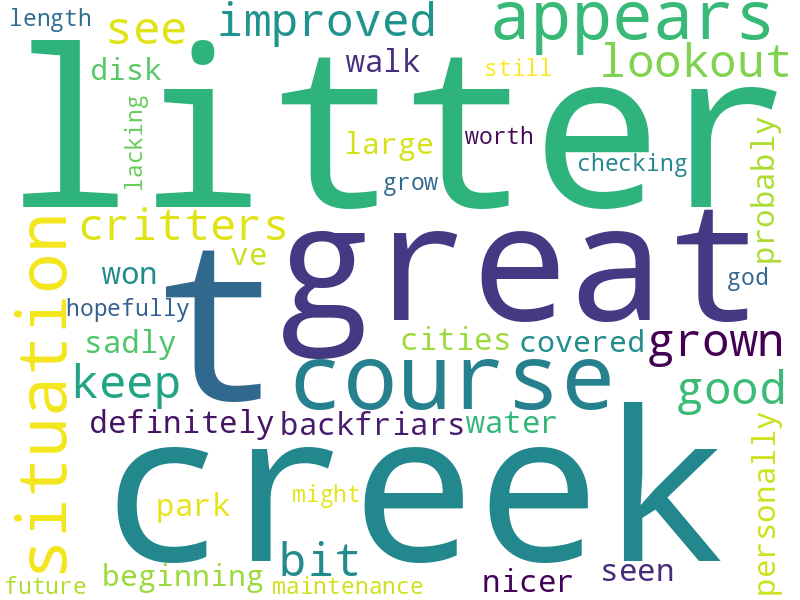 length
see
improved
appears
disk
walk
still
lookout
litter
lacking
large
worth
checking
grow
probably
critters
situation
great
ve
won
t
god
hopefully
sadly
cities
covered
grown
keep
course
good
definitely
backfriars
water
creek
personally
park
might
bit
seen
future
beginning
maintenance
nicer